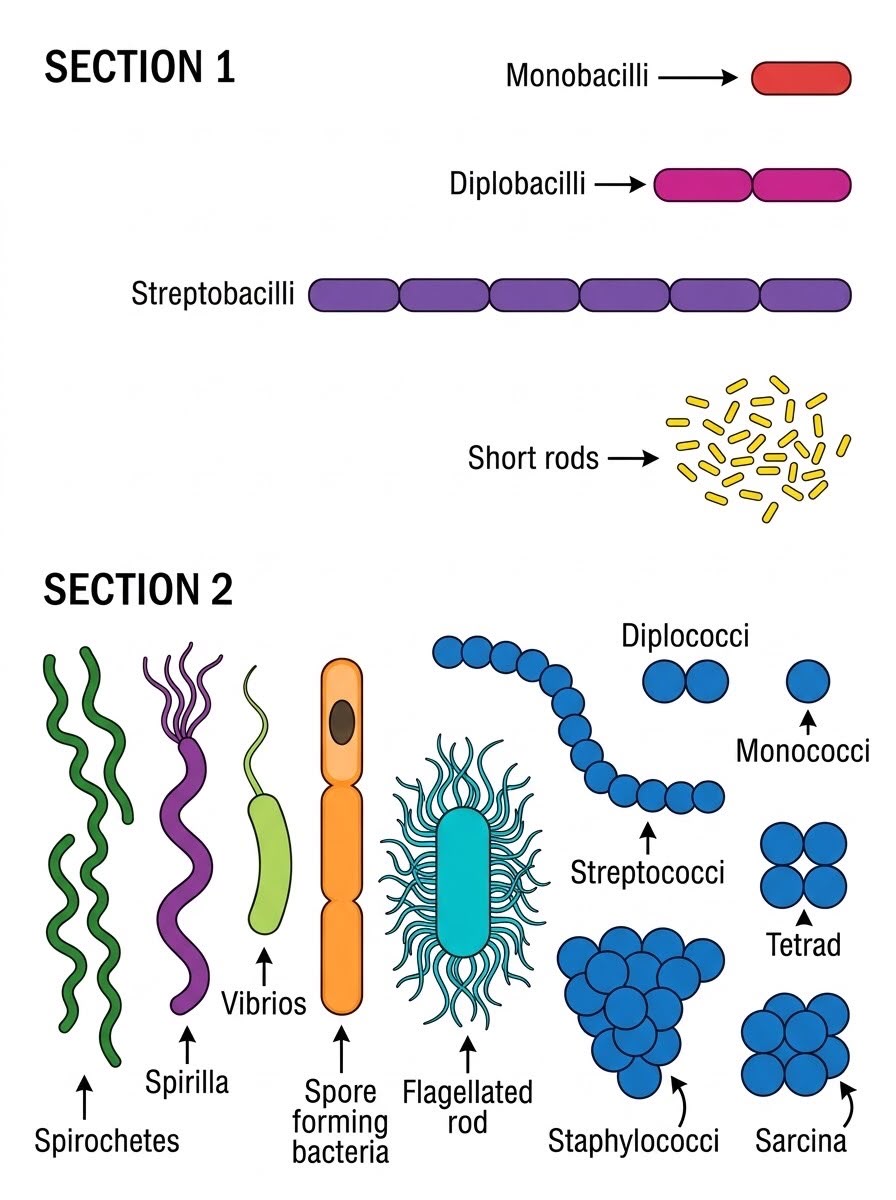 SECTION 1
Monobacilli
Diplobacilli
Streptobacilli
Short rods
SECTION 2
Diplococci
Monococci
Streptococci
Tetrad
Vibrios
Spirilla
Spore
forming
bacteria
Flagellated
rod
Spirochetes
Staphylococci
Sarcina